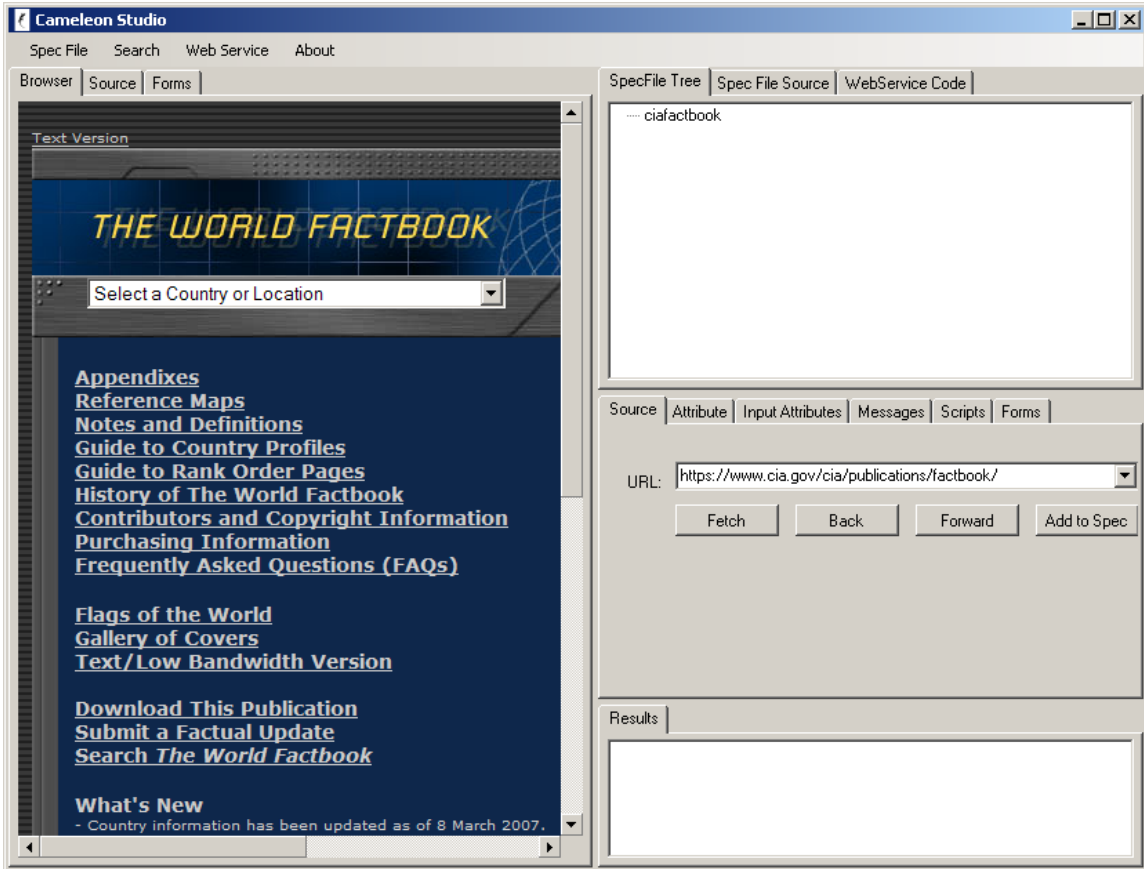 Cameleon Studio
Spec File Search Web Service About
Browser Source Forms
Text Version
THE WORLD FACTBOOK
Select a Country or Location
Appendixes
Reference Maps
Notes and Definitions
Guide to Country Profiles
Guide to Rank Order Pages
History of The World Factbook
Contributors and Copyright Information
Purchasing Information
Frequently Asked Questions (FAQs)
Flags of the World
Gallery of Covers
Text/Low Bandwidth Version
Download This Publication
Submit a Factual Update
Search The World Factbook
What's New
- Country information has been updated as of 8 March 2007.
SpecFile Tree Spec File Source WebService Code
ciafactbook
Source Attribute Input Attributes Messages Scripts Forms
URL: https://www.cia.gov/cia/publications/factbook/
Fetch Back Forward Add to Spec
Results